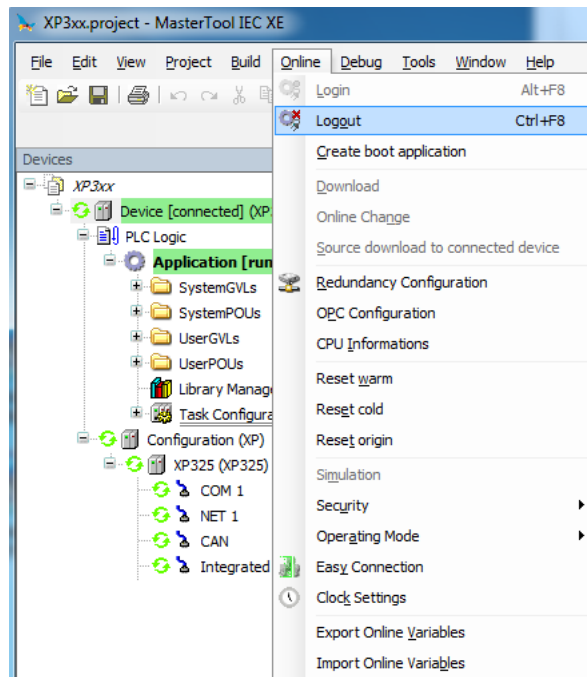 XP3xx.project - MasterTool IEC XE
File Edit View Project Build Online Debug Tools Window Help
Devices
XP3xx
Device [connected] (XP
PLC Logic
Application [run
SystemGVLs
SystemPOUs
UserGVLs
UserPOUs
Library Manag
Task Configura
Configuration (XP)
XP325 (XP325)
COM 1
NET 1
CAN
Integrated
Login Alt+F8
Logout Ctrl+F8
Create boot application
Download
Online Change
Source download to connected device
Redundancy Configuration
OPC Configuration
CPU Informations
Reset warm
Reset cold
Reset origin
Simulation
Security
Operating Mode
Easy Connection
Clock Settings
Export Online Variables
Import Online Variables